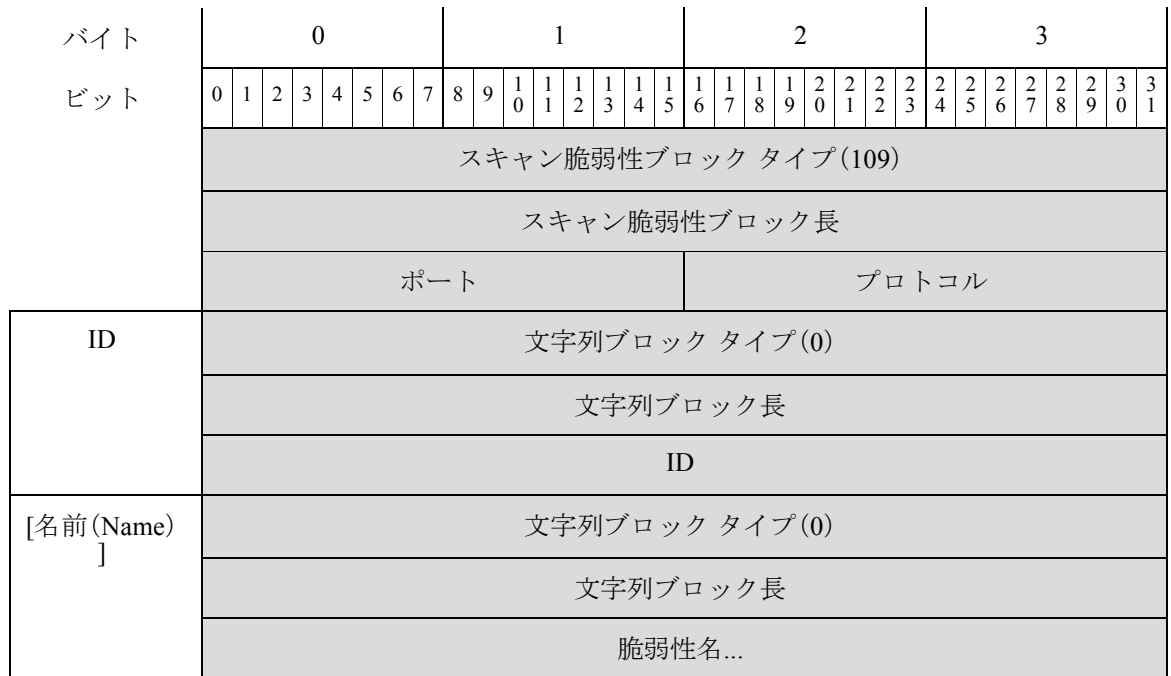 バイト 0 1 2 3
ビット 0 1 2 3 4 5 6 7 8 9 10 11 12 13 14 15 16 17 18 19 20 21 22 23 24 25 26 27 28 29 30 31
スキャン脆弱性ブロック タイプ(109)
スキャン脆弱性ブロック長
ポート プロトコル
ID 文字列ブロック タイプ(0)
文字列ブロック長
ID
[名前(Name) 文字列ブロック タイプ(0)
]
文字列ブロック長
脆弱性名...